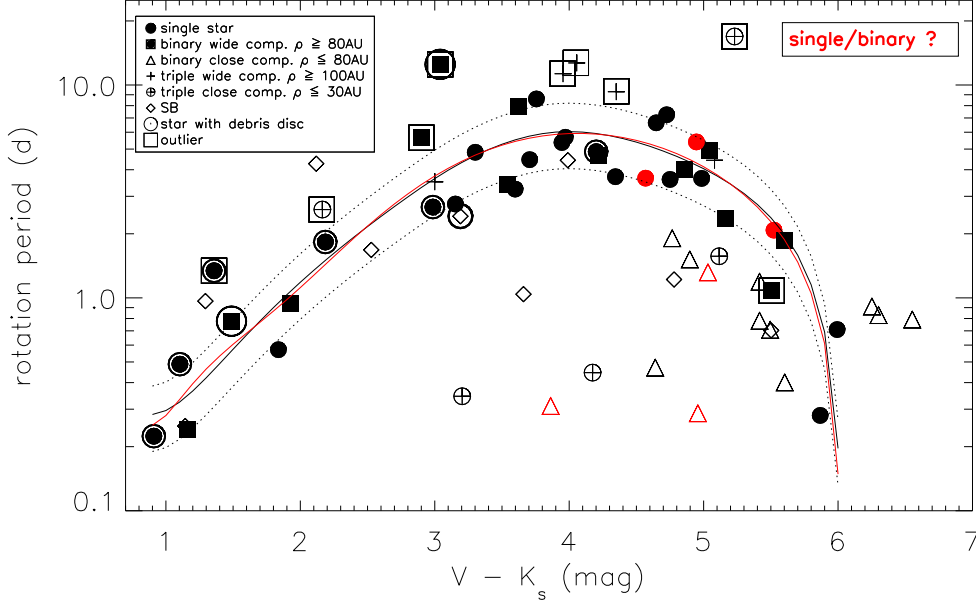 single star
binary wide comp. ρ ≧ 80AU
binary close comp. ρ ≦ 80AU
triple wide comp. ρ ≧ 100AU
triple close comp. ρ ≦ 30AU
SB
star with debris disc
outlier
single/binary ?
rotation period (d)
10.0
1.0
0.1
1 2 3 4 5 6 7
V − Ks (mag)